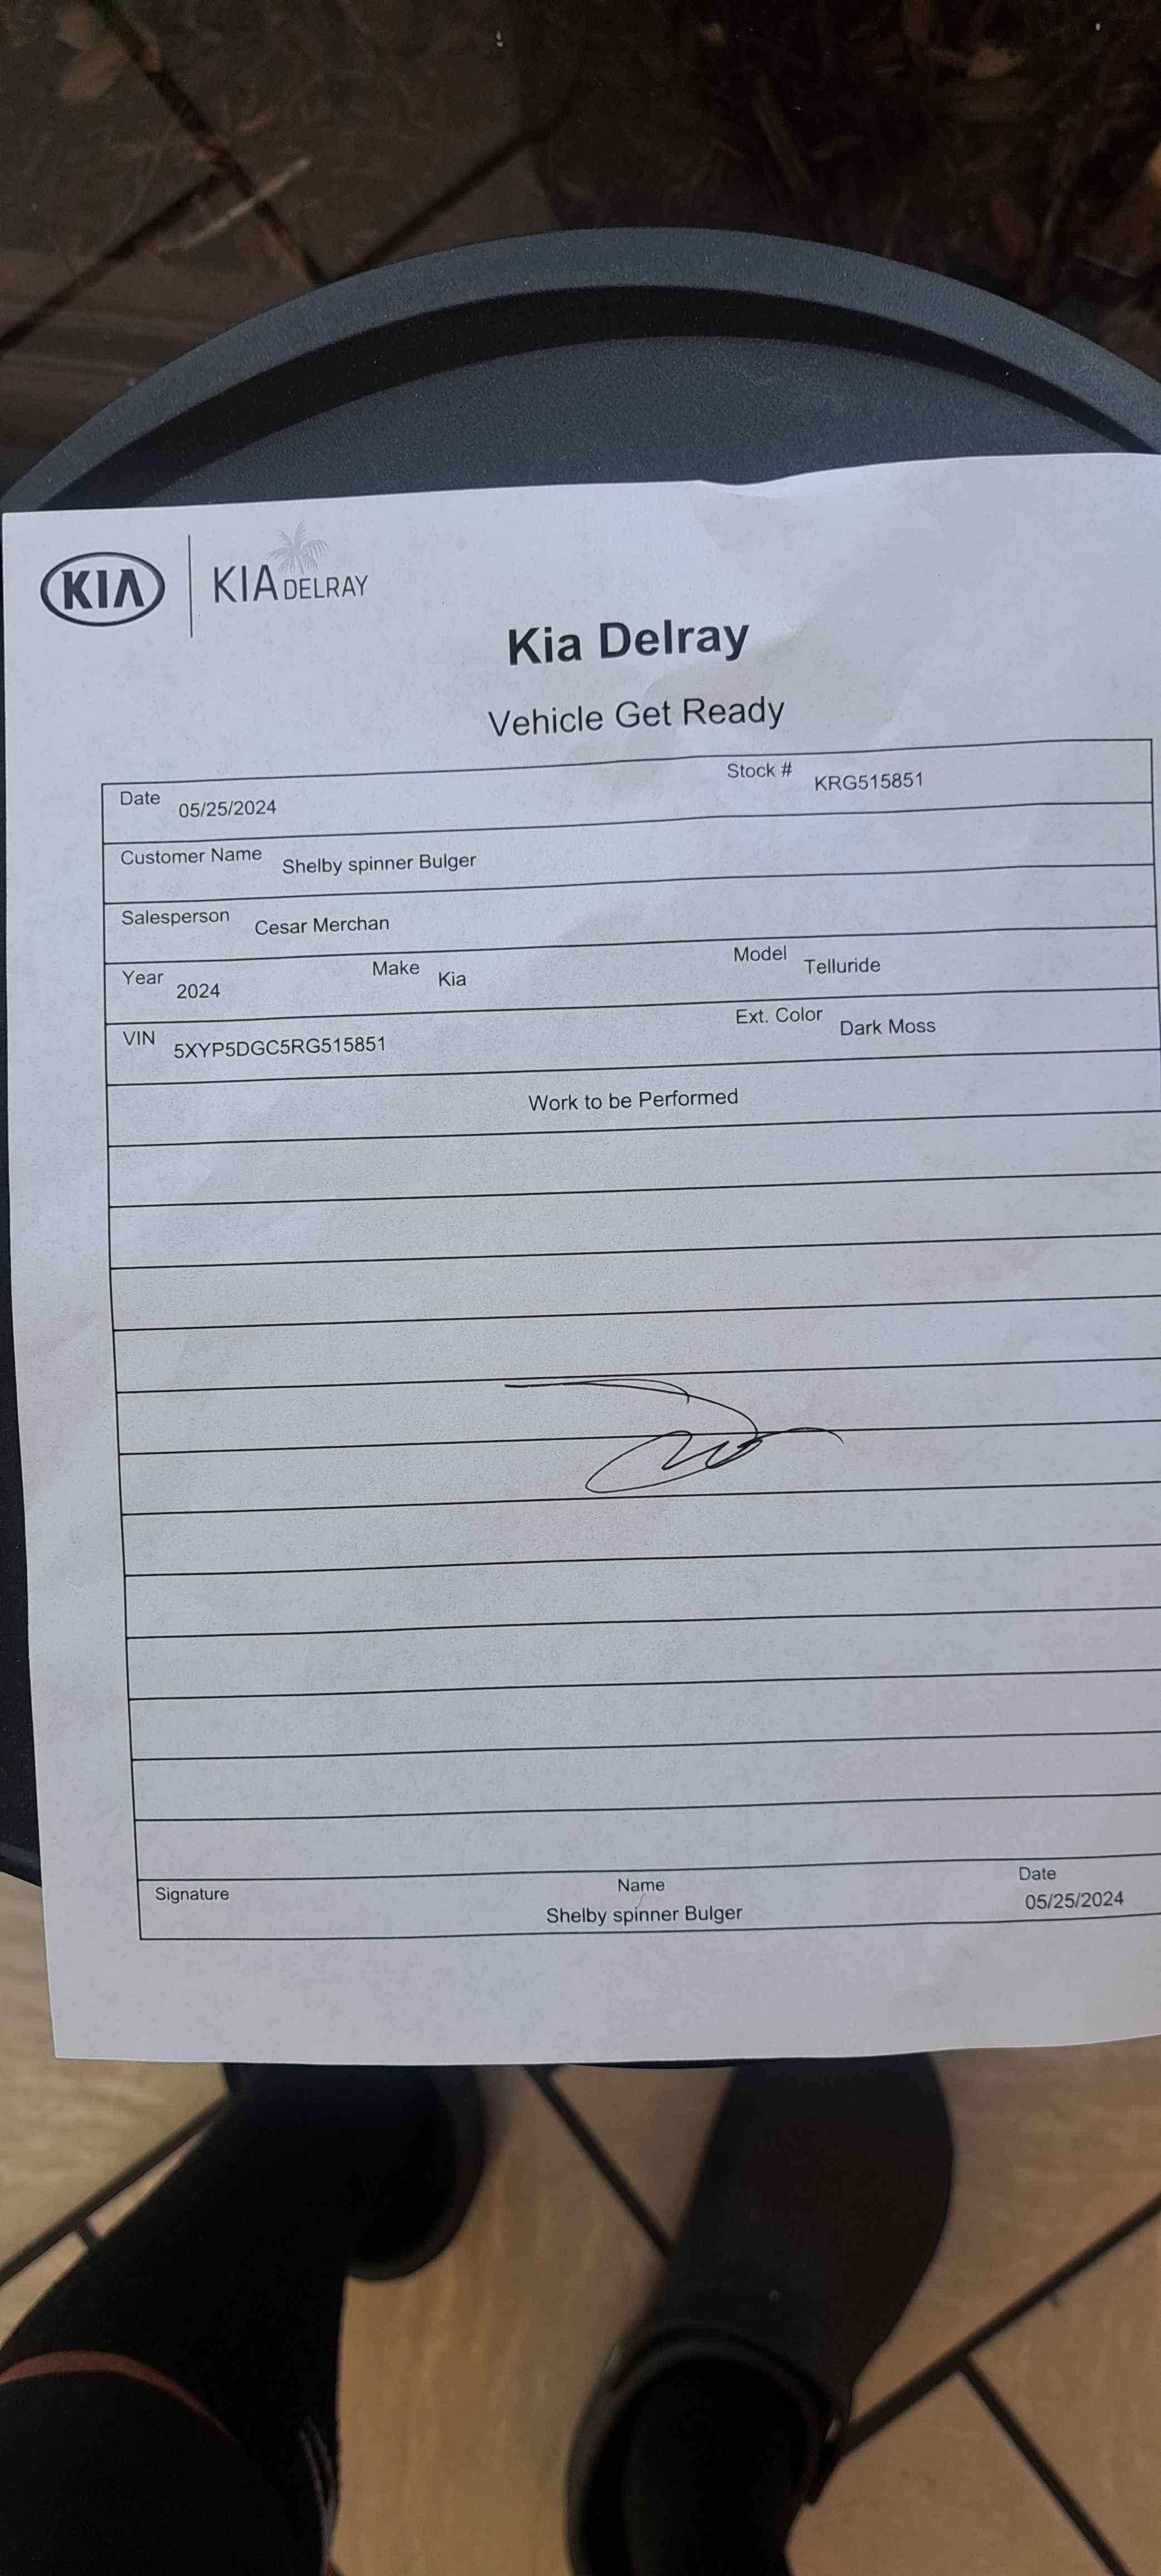 KIA KIA DELRAY
Kia Delray
Vehicle Get Ready
Date 05/25/2024 Stock # KRG515851
Customer Name Shelby spinner Bulger
Salesperson Cesar Merchan
Year 2024 Make Kia Model Telluride
VIN 5XYP5DGC5RG515851 Ext. Color Dark Moss
Work to be Performed
Signature Name Date
Shelby spinner Bulger 05/25/2024